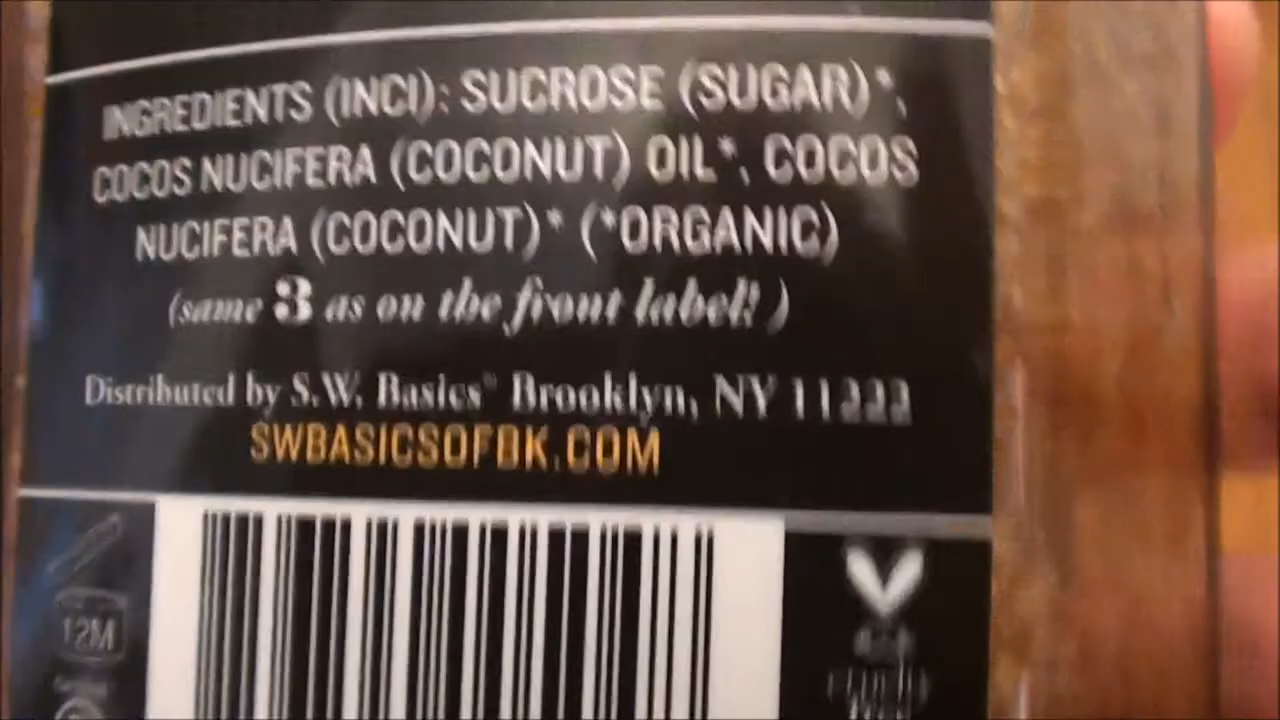 INGREDIENTS (INCI): SUCROSE (SUGAR)*,
COCOS NUCIFERA (COCONUT) OIL*, COCOS
NUCIFERA (COCONUT)* (*ORGANIC)
(same 3 as on the front label! )
Distributed by S.W. Basics® Brooklyn, NY 11222
SWBASICSOFBK.COM
12M